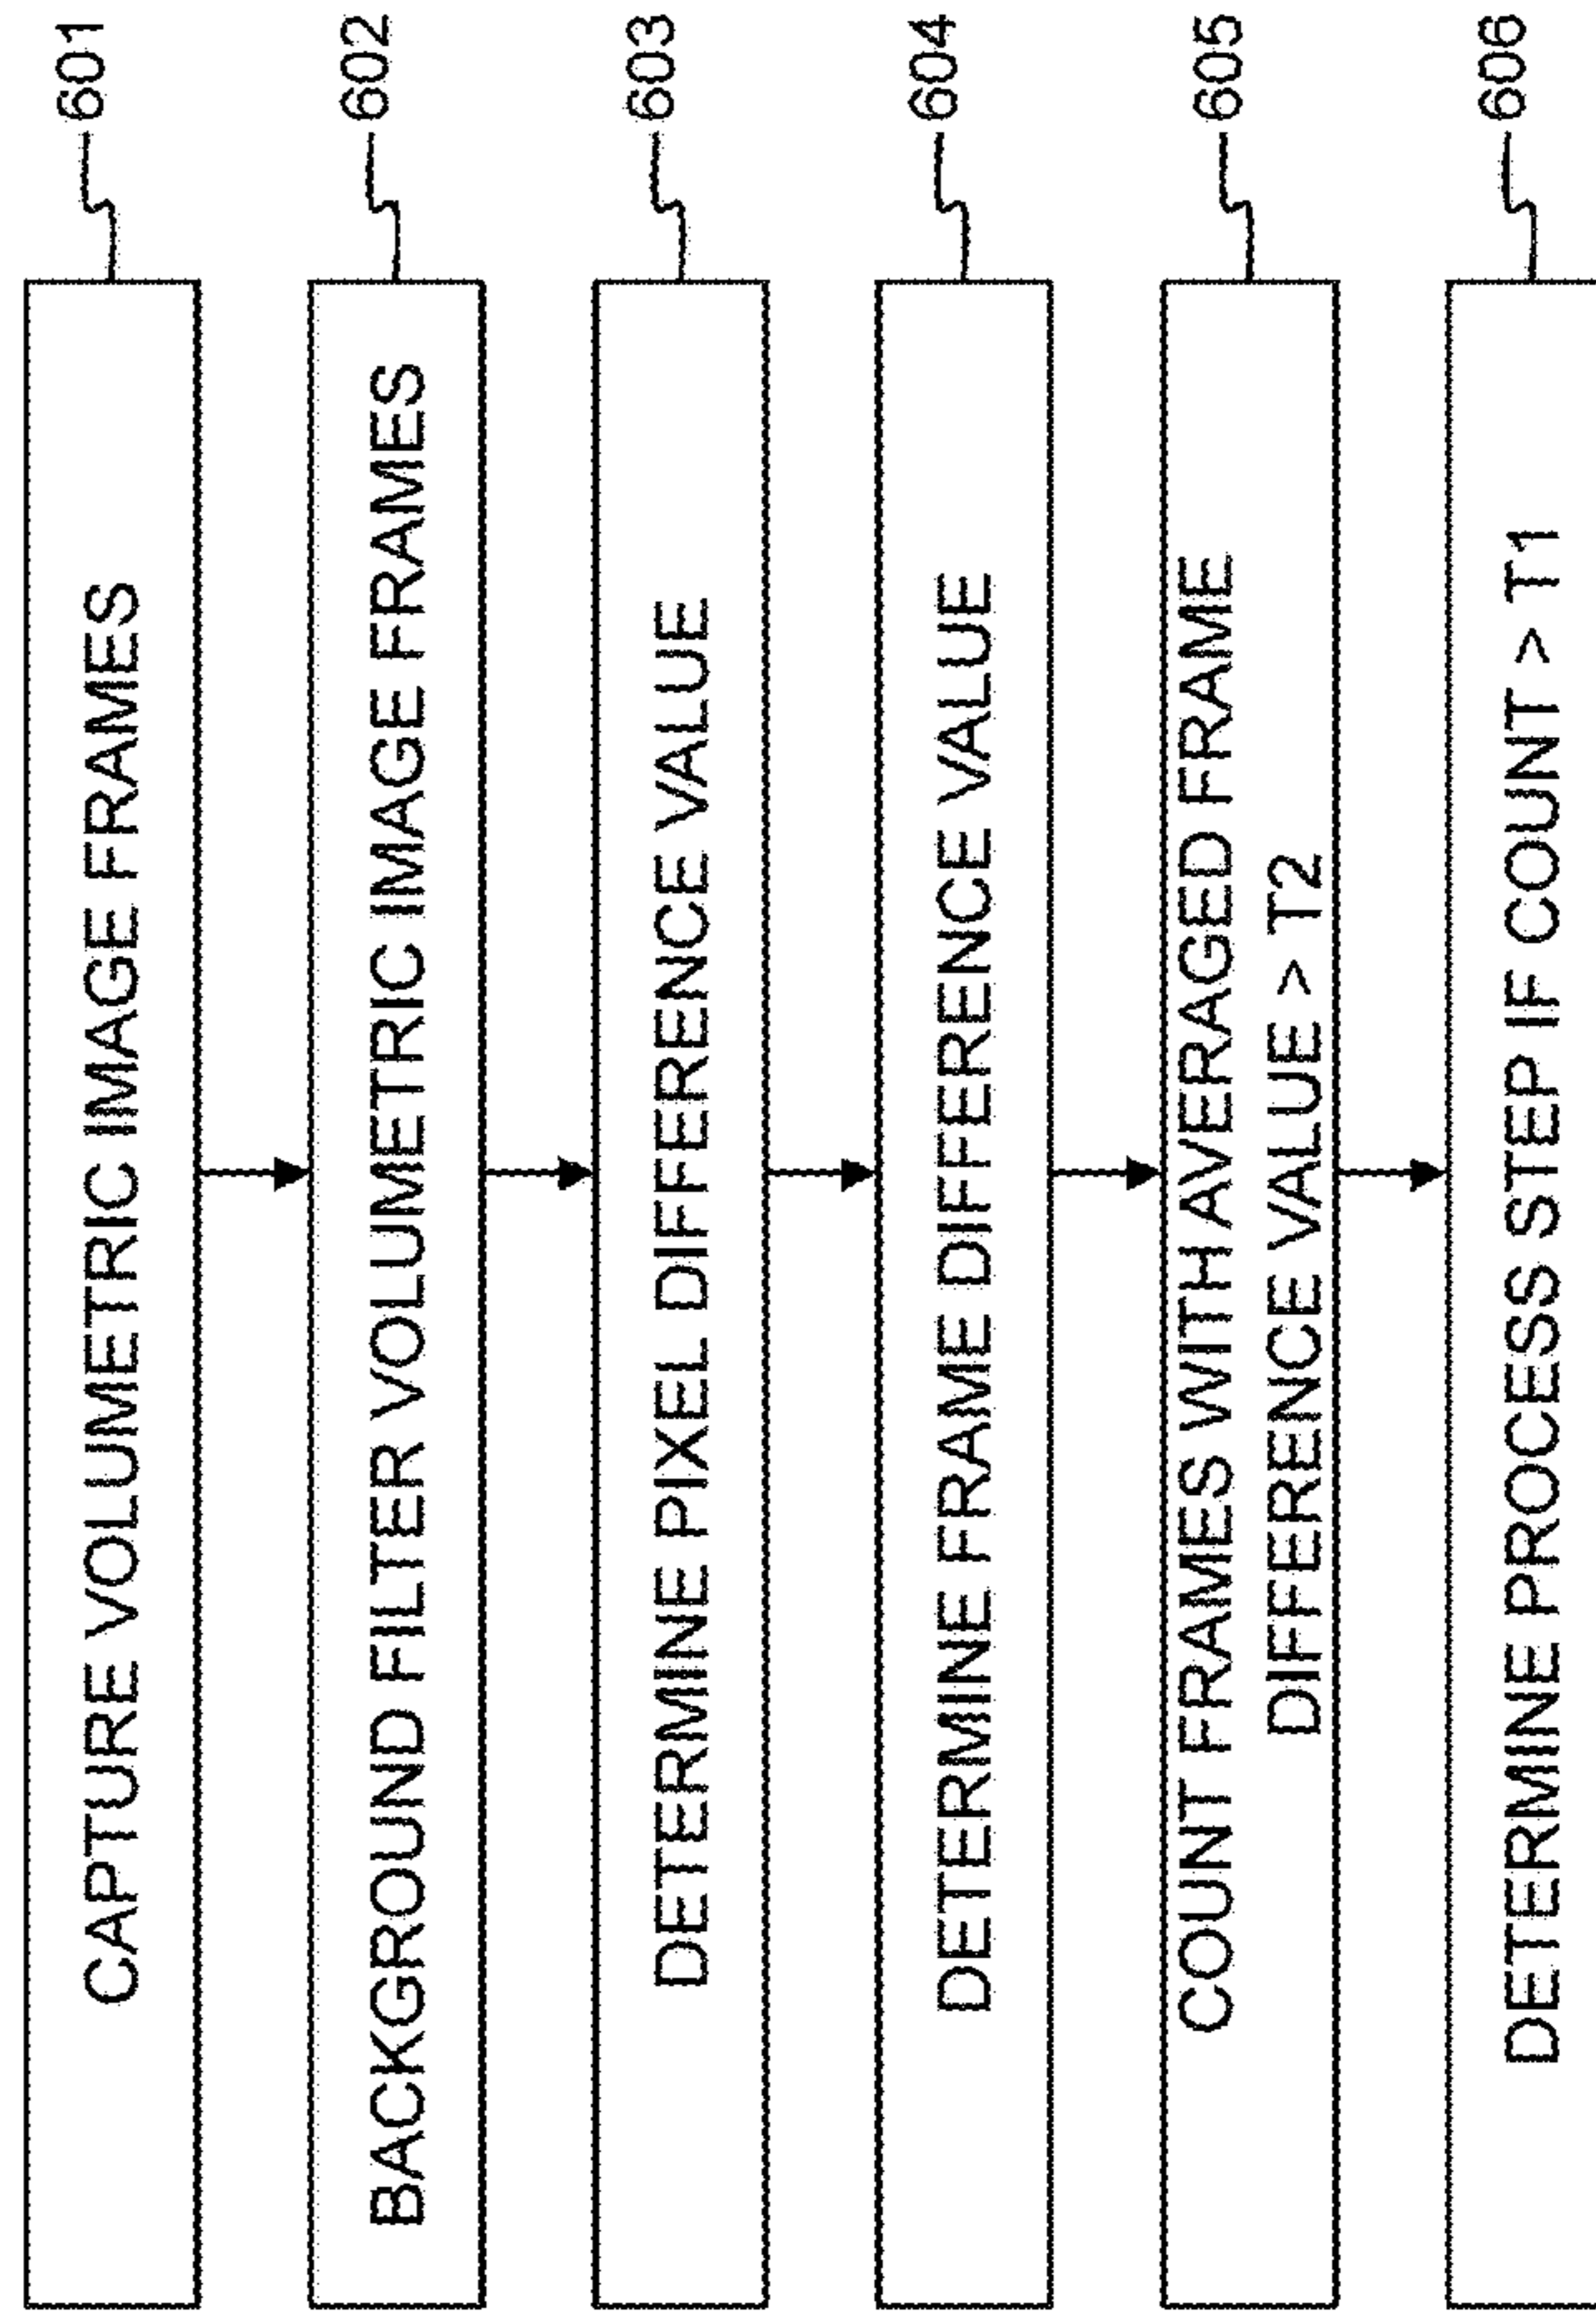 CAPTURE VOLUMETRIC IMAGE FRAMES
601
BACKGROUND FILTER VOLUMETRIC IMAGE FRAMES
602
DETERMINE PIXEL DIFFERENCE VALUE
603
DETERMINE FRAME DIFFERENCE VALUE
604
COUNT FRAMES WITH AVERAGED FRAME
DIFFERENCE VALUE > T2
605
DETERMINE PROCESS STEP IF COUNT > T1
606